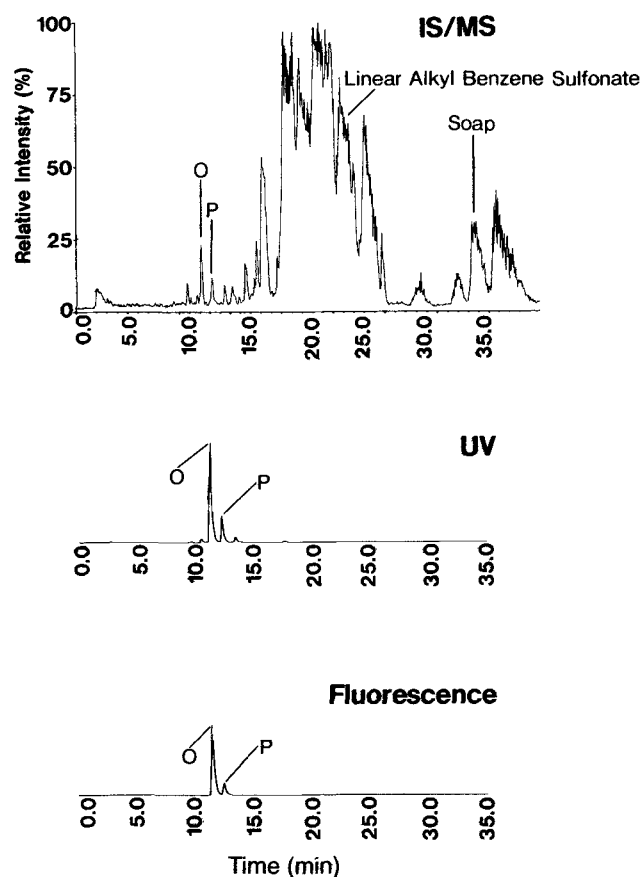 IS/MS
Relative Intensity (%)
100
75
50
25
0
O
P
Linear Alkyl Benzene Sulfonate
Soap
0.0 5.0 10.0 15.0 20.0 25.0 30.0 35.0
UV
O
P
0.0 5.0 10.0 15.0 20.0 25.0 30.0 35.0
Fluorescence
O
P
0.0 5.0 10.0 15.0 20.0 25.0 30.0 35.0
Time (min)